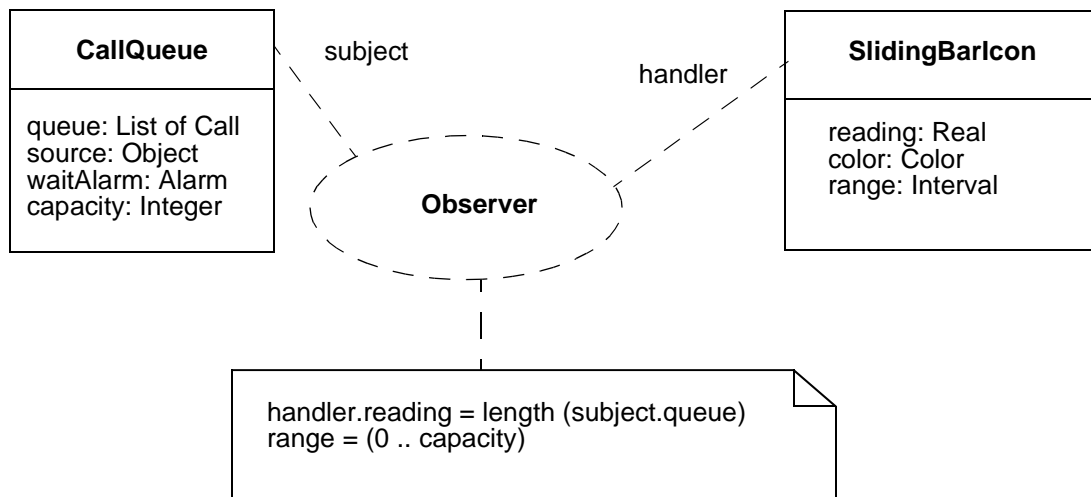 CallQueue
queue: List of Call
source: Object
waitAlarm: Alarm
capacity: Integer
subject
handler
SlidingBarIcon
reading: Real
color: Color
range: Interval
Observer
handler.reading = length (subject.queue)
range = (0 .. capacity)